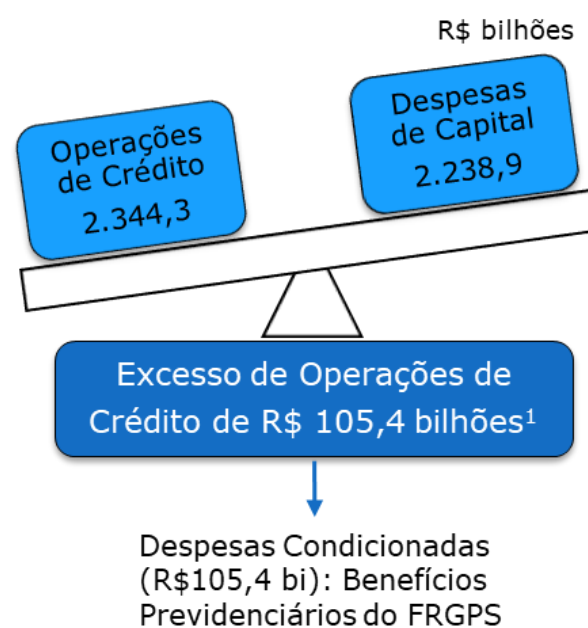 R$ bilhões
Operações
de Crédito
2.344,3
Despesas
de Capital
2.238,9
Excesso de Operações de
Crédito de R$ 105,4 bilhões¹
Despesas Condicionadas
(R$105,4 bi): Benefícios
Previdenciários do FRGPS